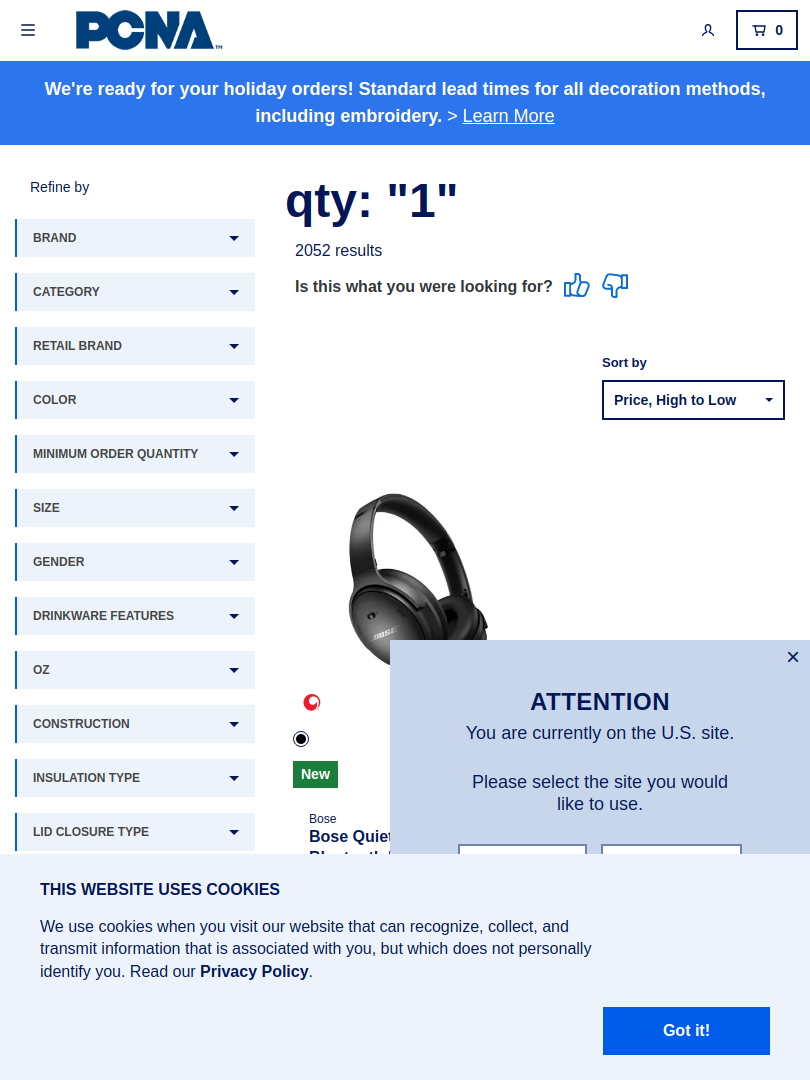 PCNA™
0
We're ready for your holiday orders! Standard lead times for all decoration methods,
including embroidery. > Learn More
Refine by
BRAND
CATEGORY
RETAIL BRAND
COLOR
MINIMUM ORDER QUANTITY
SIZE
GENDER
DRINKWARE FEATURES
OZ
CONSTRUCTION
INSULATION TYPE
LID CLOSURE TYPE
qty: "1"
2052 results
Is this what you were looking for?
Sort by
Price, High to Low
BOSE
New
Bose
Bose Quiet
×
ATTENTION
You are currently on the U.S. site.
Please select the site you would
like to use.
THIS WEBSITE USES COOKIES
We use cookies when you visit our website that can recognize, collect, and
transmit information that is associated with you, but which does not personally
identify you. Read our Privacy Policy.
Got it!